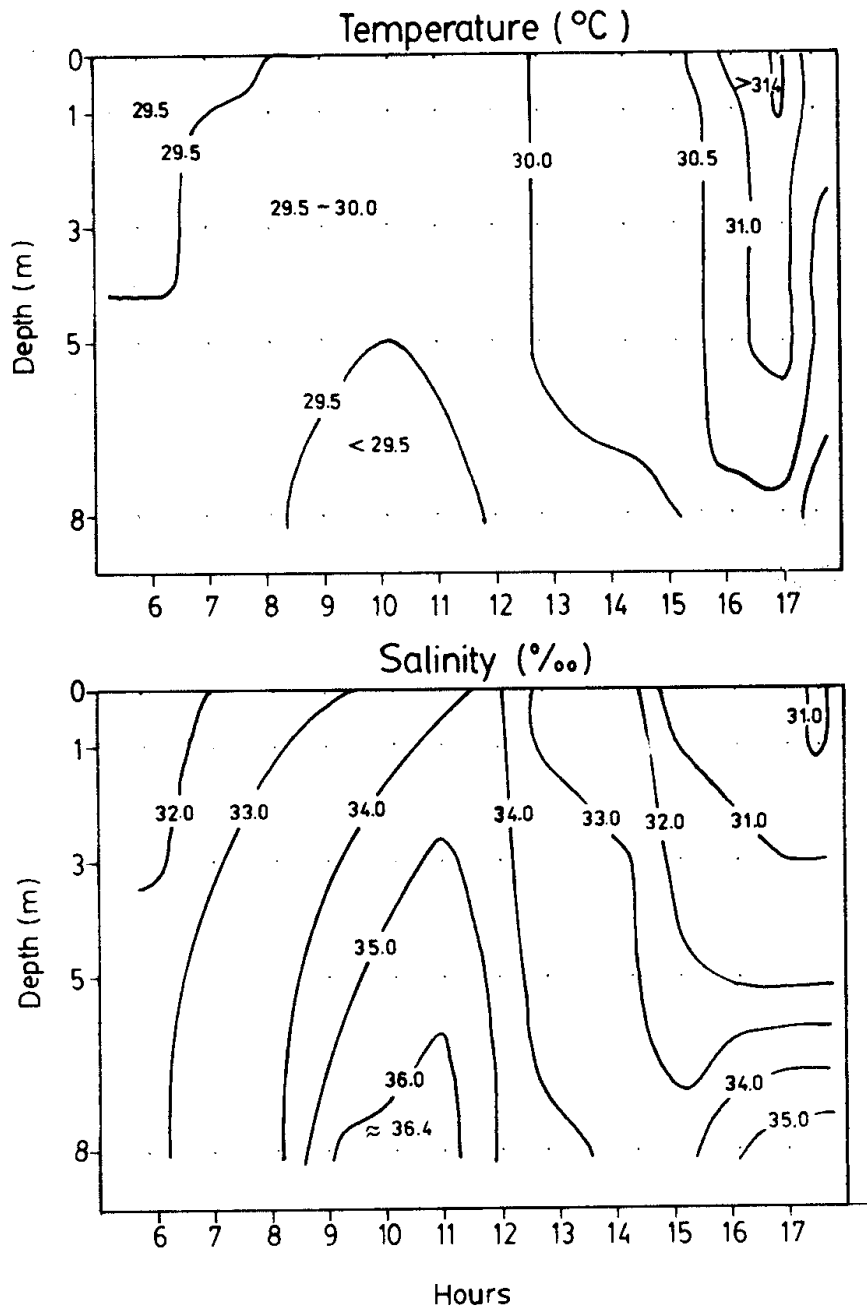 Temperature (°C)
0
1
3
5
8
Depth (m)
29.5
29.5
29.5 – 30.0
29.5
< 29.5
30.0
30.5
31.0
>31.4
6 7 8 9 10 11 12 13 14 15 16 17
Salinity (‰)
0
1
3
5
8
Depth (m)
32.0 33.0 34.0 34.0 33.0 32.0 31.0
31.0
35.0
36.0
≈ 36.4
34.0
35.0
6 7 8 9 10 11 12 13 14 15 16 17
Hours